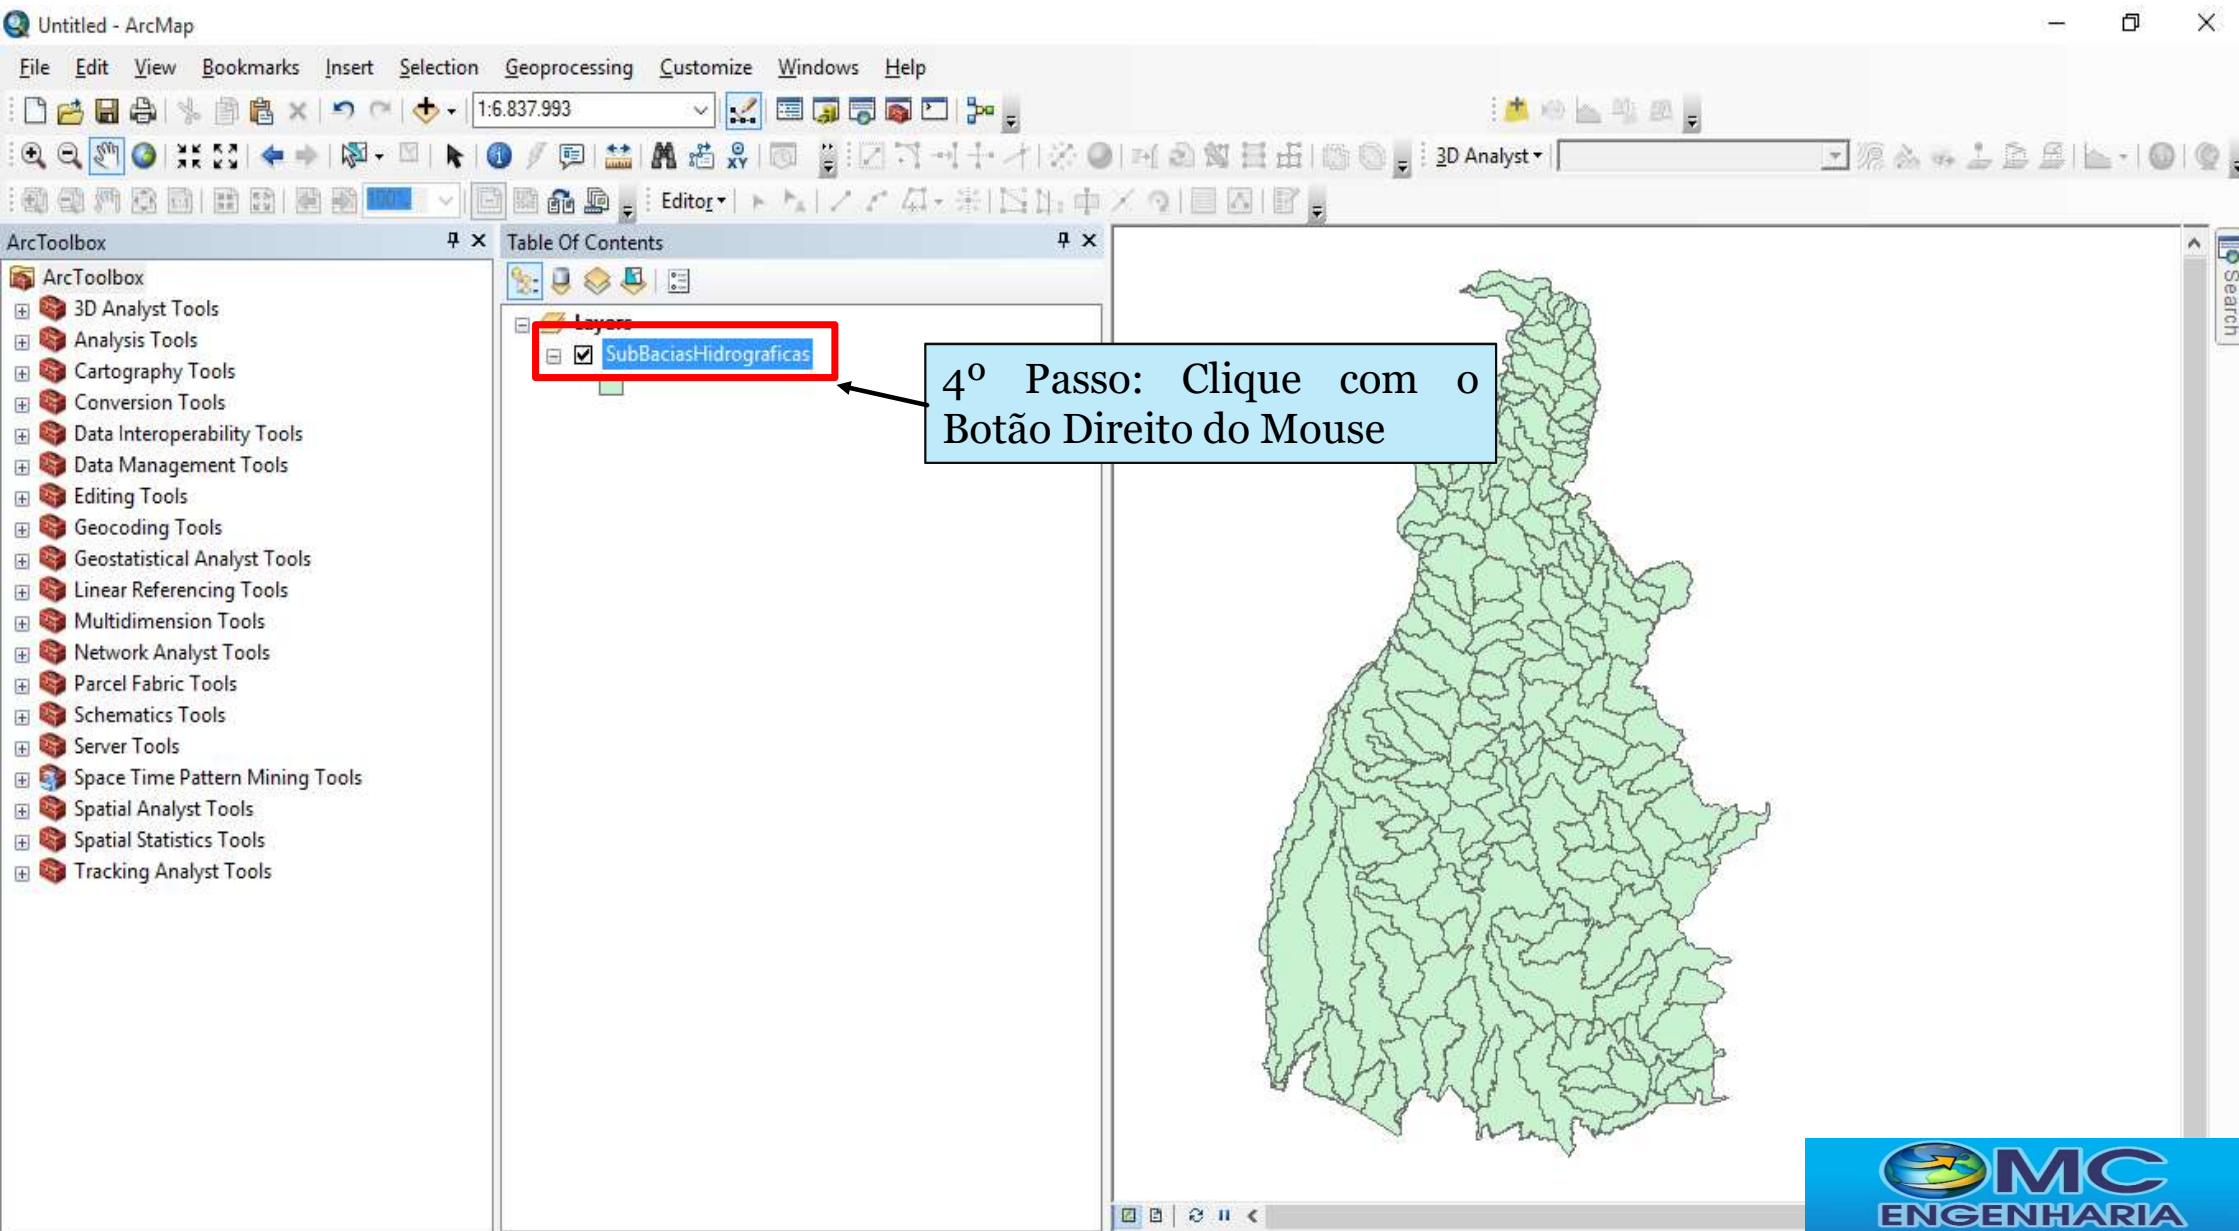 Untitled - ArcMap
File Edit View Bookmarks Insert Selection Geoprocessing Customize Windows Help
1:6.837.993
3D Analyst
100%
Editor
ArcToolbox
Table Of Contents
Search
ArcToolbox
3D Analyst Tools
Analysis Tools
Cartography Tools
Conversion Tools
Data Interoperability Tools
Data Management Tools
Editing Tools
Geocoding Tools
Geostatistical Analyst Tools
Linear Referencing Tools
Multidimension Tools
Network Analyst Tools
Parcel Fabric Tools
Schematics Tools
Server Tools
Space Time Pattern Mining Tools
Spatial Analyst Tools
Spatial Statistics Tools
Tracking Analyst Tools
Layers
SubBaciasHidrograficas
4º Passo: Clique com o
Botão Direito do Mouse
MC
ENGENHARIA